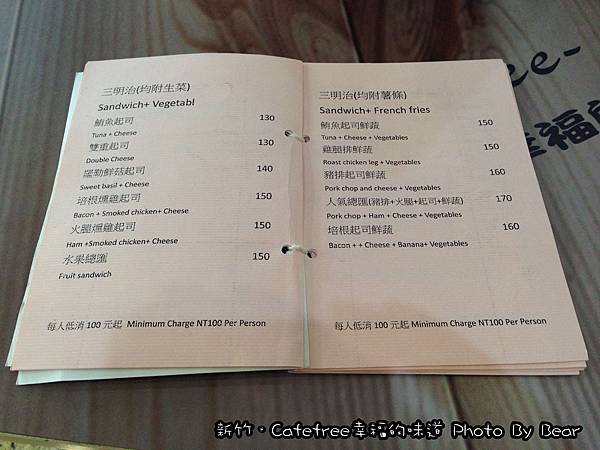 三明治(均附生菜)
Sandwich+ Vegetabl
鮪魚起司 130
Tuna + Cheese
雙重起司 130
Double Cheese
羅勒鮮菇起司 140
Sweet basil + Cheese
培根燻雞起司 150
Bacon + Smoked chicken+ Cheese
火腿燻雞起司 150
Ham +Smoked chicken+ Cheese
水果總匯 150
Fruit sandwich
每人低消 100 元起 Minimum Charge NT100 Per Person
三明治(均附薯條)
Sandwich+ French fries
鮪魚起司鮮蔬 150
Tuna + Cheese + Vegetables
雞腿排鮮蔬 150
Roast chicken leg + Vegetables
豬排起司鮮蔬 160
Pork chop and cheese + Vegetables
人氣總匯(豬排+火腿+起司+鮮蔬) 170
Pork chop + Ham + Cheese + Vegetables
培根起司鮮蔬 160
Bacon + + Cheese + Banana+ Vegetables
每人低消 100 元起 Minimum Charge NT100 Per Person
ee-
幸福
新竹·Cafefree幸福的味道 Photo By Bear